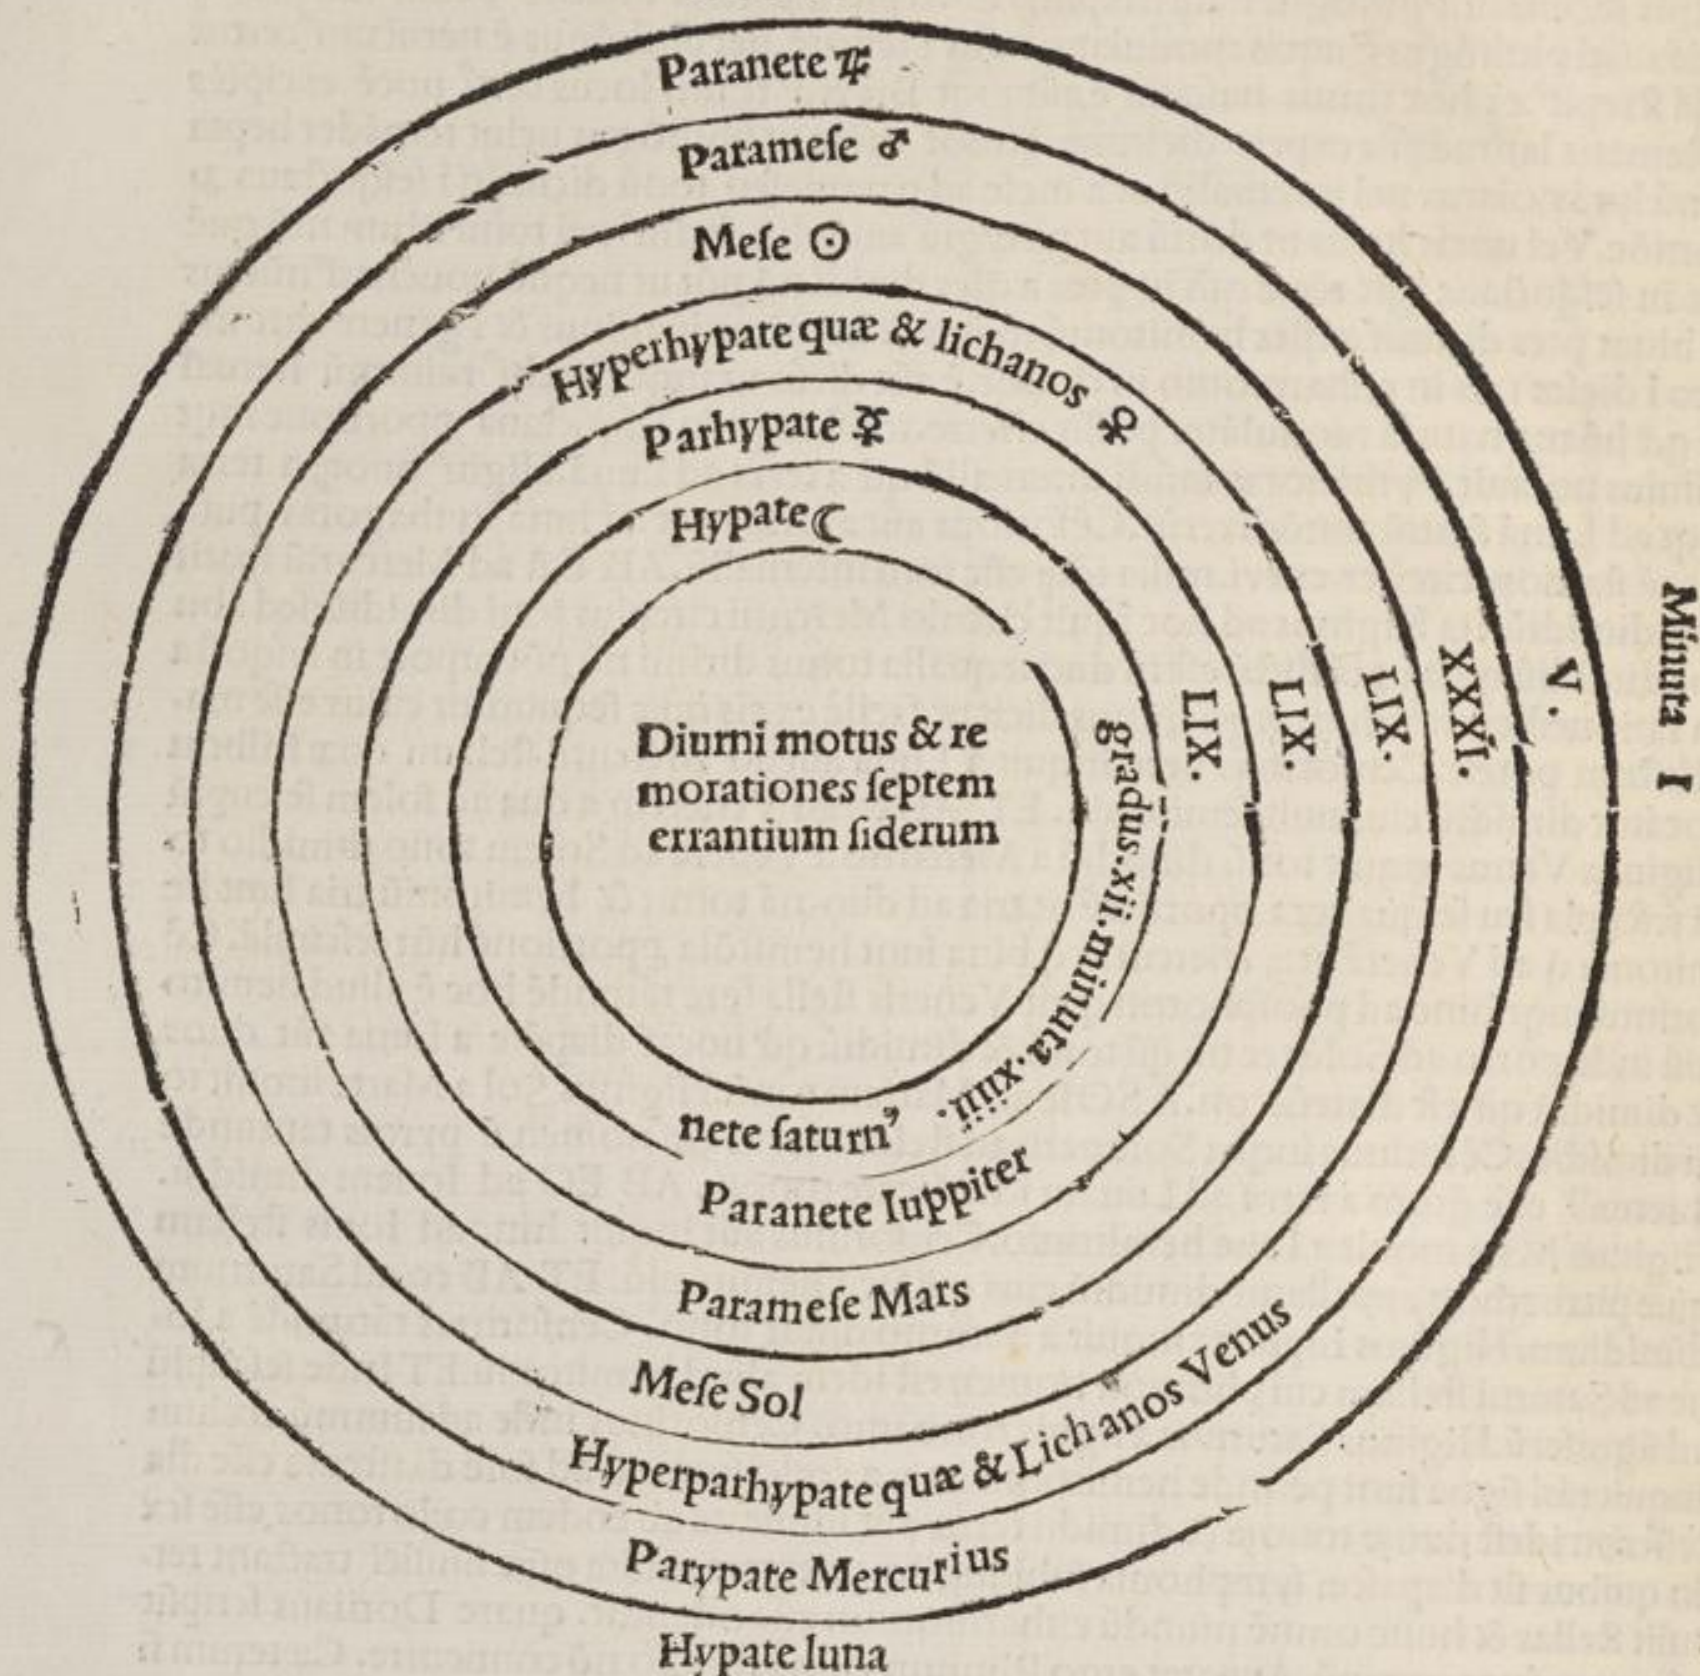 Paranete ♃
Parameſe ♂
Meſe ☉
Hyperhypate quæ & lichanos ♀
Parhypate ☿
Hypate ☾
Diurni motus & re
morationes ſeptem
errantium ſiderum
gradus.xii.minuta.xiiii.
LIX.
LIX.
LIX.
XXXI.
V.
Minuta I
nete ſaturn⁹
Paranete Iuppiter
Parameſe Mars
Meſe Sol
Hyperparhypate quæ & Lichanos Venus
Parypate Mercurius
Hypate luna